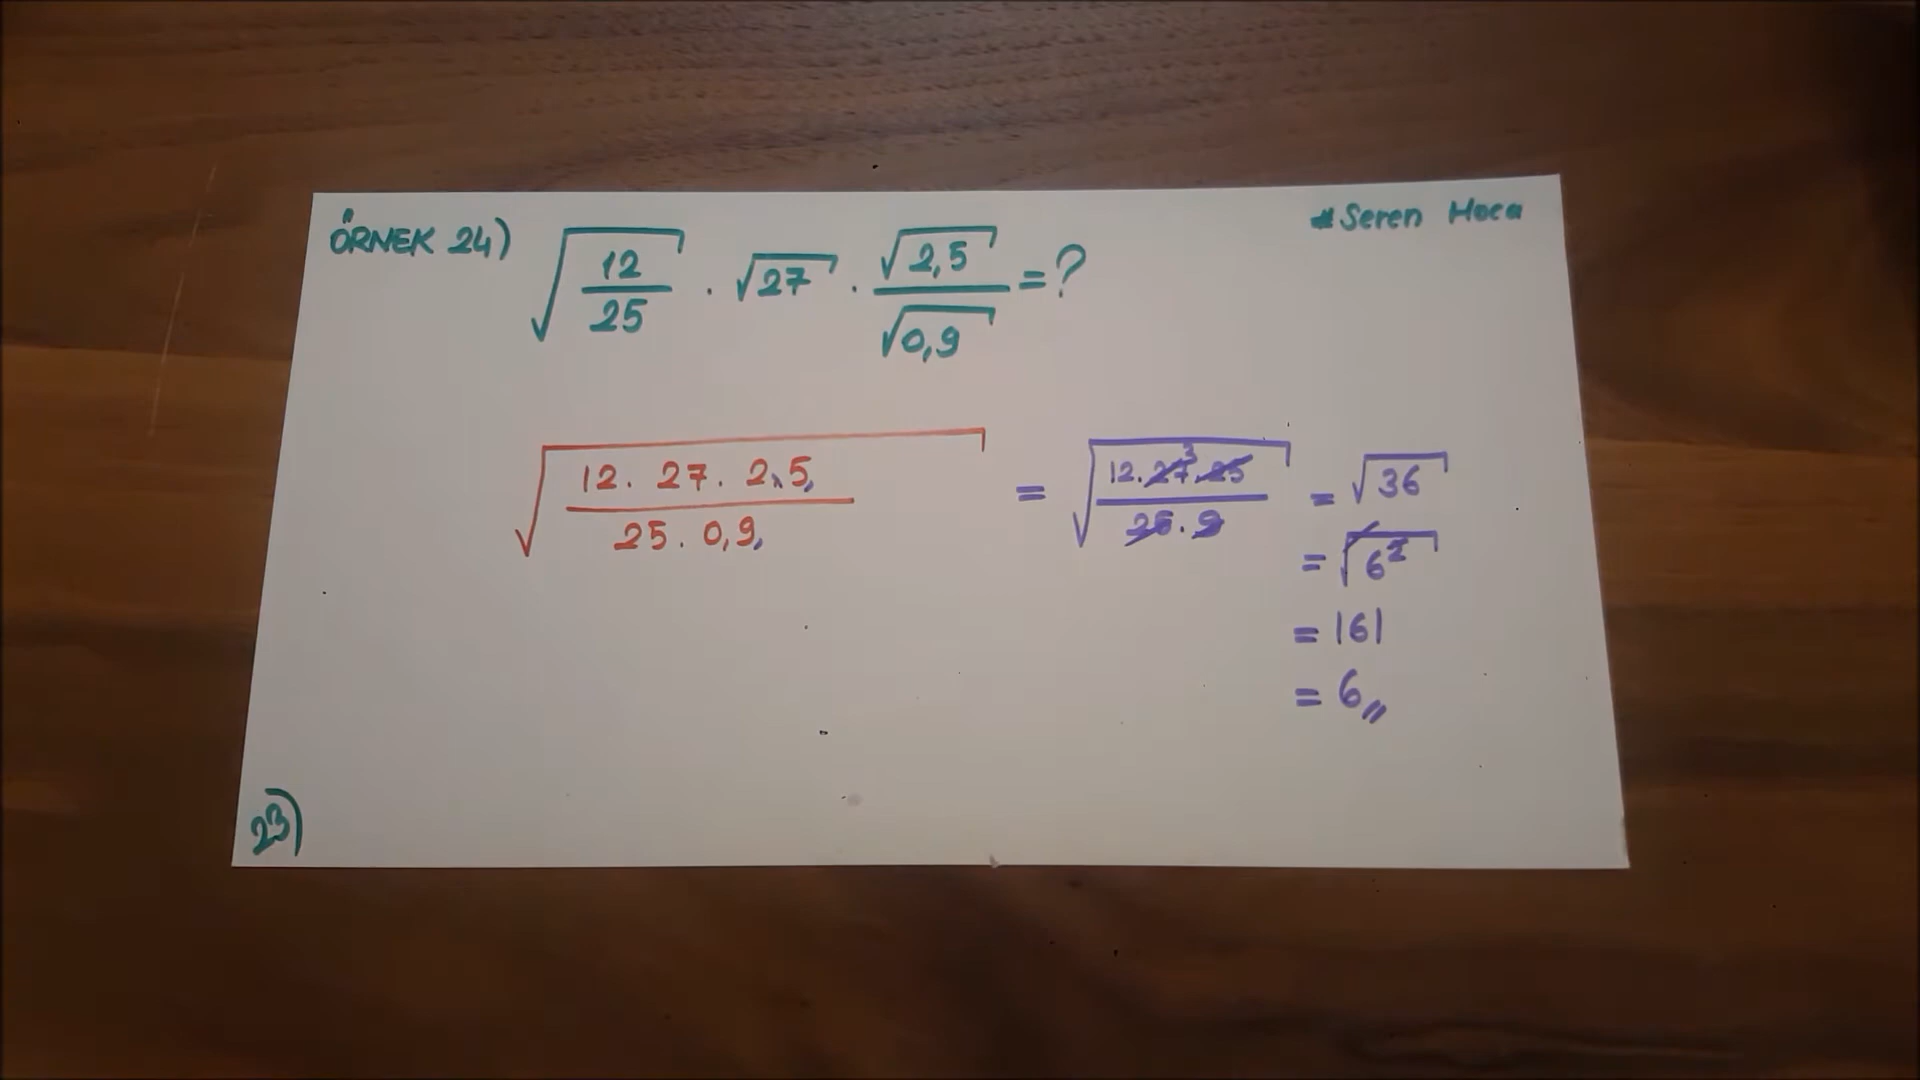 ÖRNEK 24) √(12/25) . √27 . √2,5/√0,9 = ?
#Seren Hoca
√(12. 27. 2,5,/25. 0,9,) = √(12.27³.25/25.9) = √36
= √6²
= |6|
= 6,,
23)